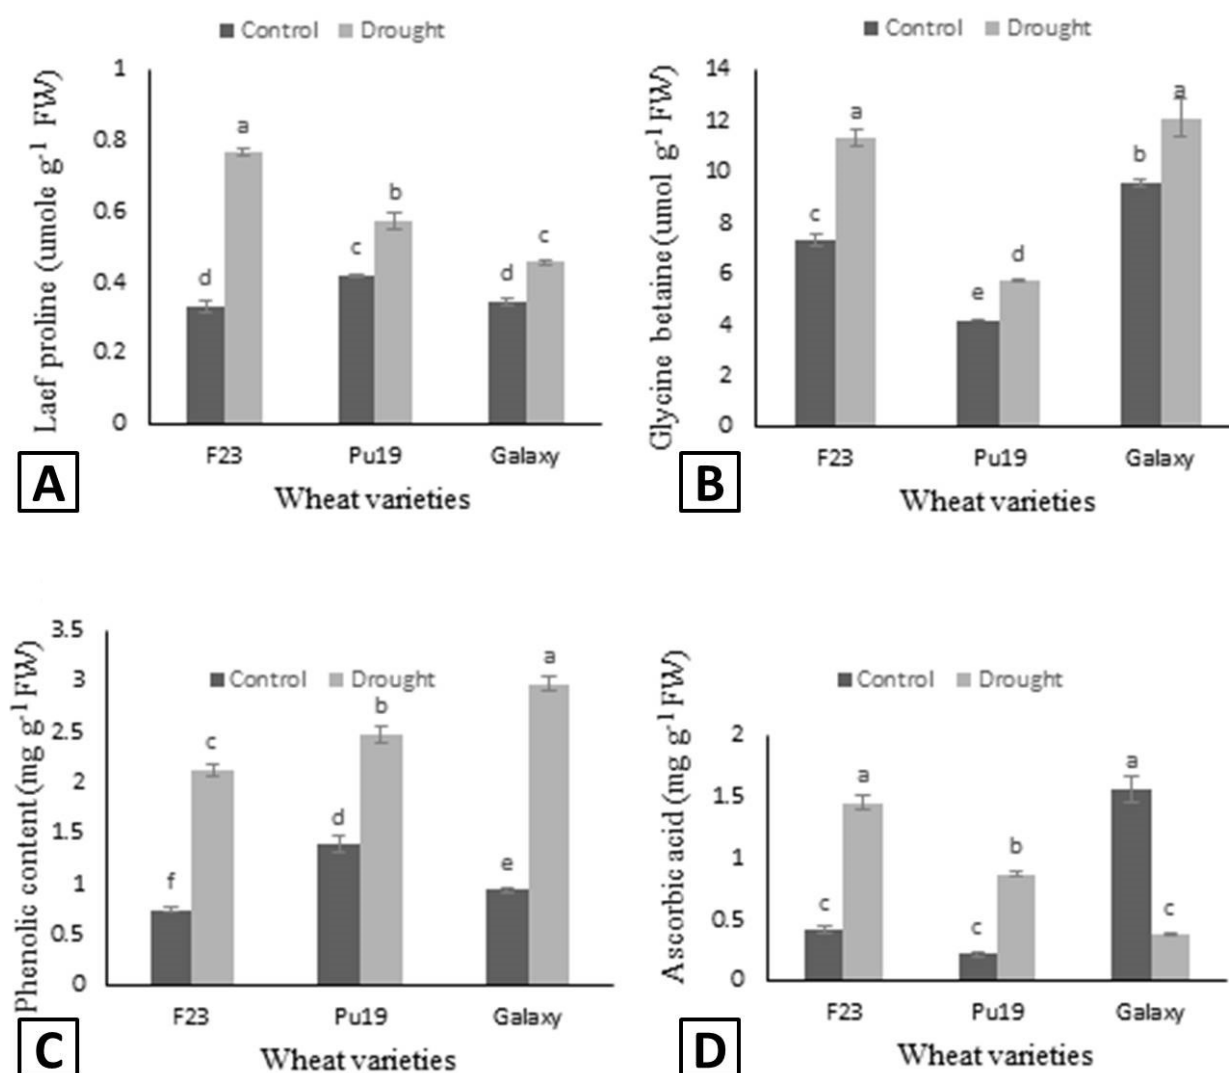 Control Drought
Laef proline (umole g-1 FW)
1
0.8
0.6
0.4
0.2
0
a
b
c
c
d
d
F23 Pu19 Galaxy
Wheat varieties
A
Control Drought
Glycine betaine (umol g-1 FW)
14
12
10
8
6
4
2
0
a
a
b
c
d
e
F23 Pu19 Galaxy
Wheat varieties
B
Control Drought
Phenolic content (mg g-1 FW)
3.5
3
2.5
2
1.5
1
0.5
0
a
b
c
d
e
f
F23 Pu19 Galaxy
Wheat varieties
C
Control Drought
Ascorbic acid (mg g-1 FW)
2
1.5
1
0.5
0
a
a
b
c
c
c
F23 Pu19 Galaxy
Wheat varieties
D